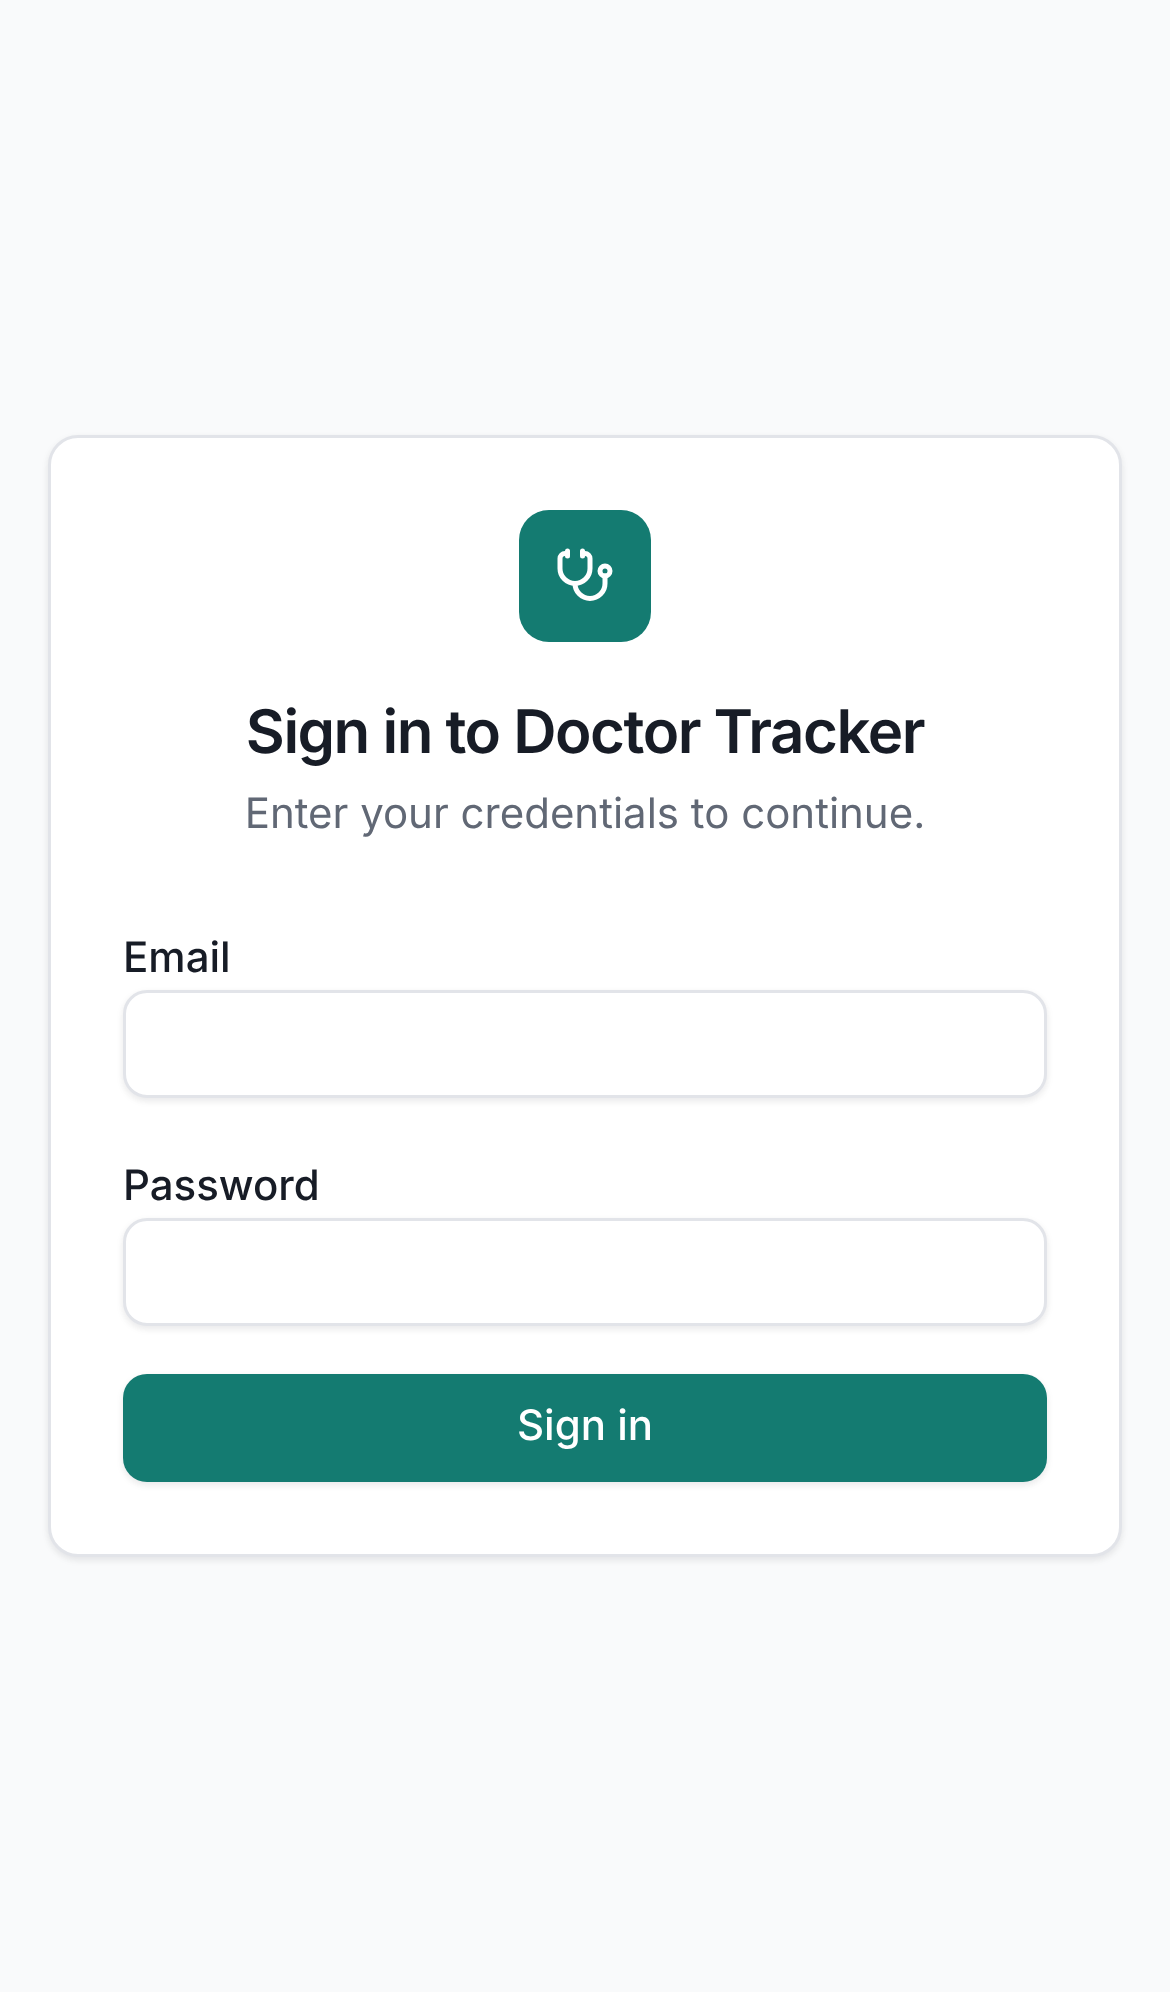 Sign in to Doctor Tracker
Enter your credentials to continue.
Email
Password
Sign in